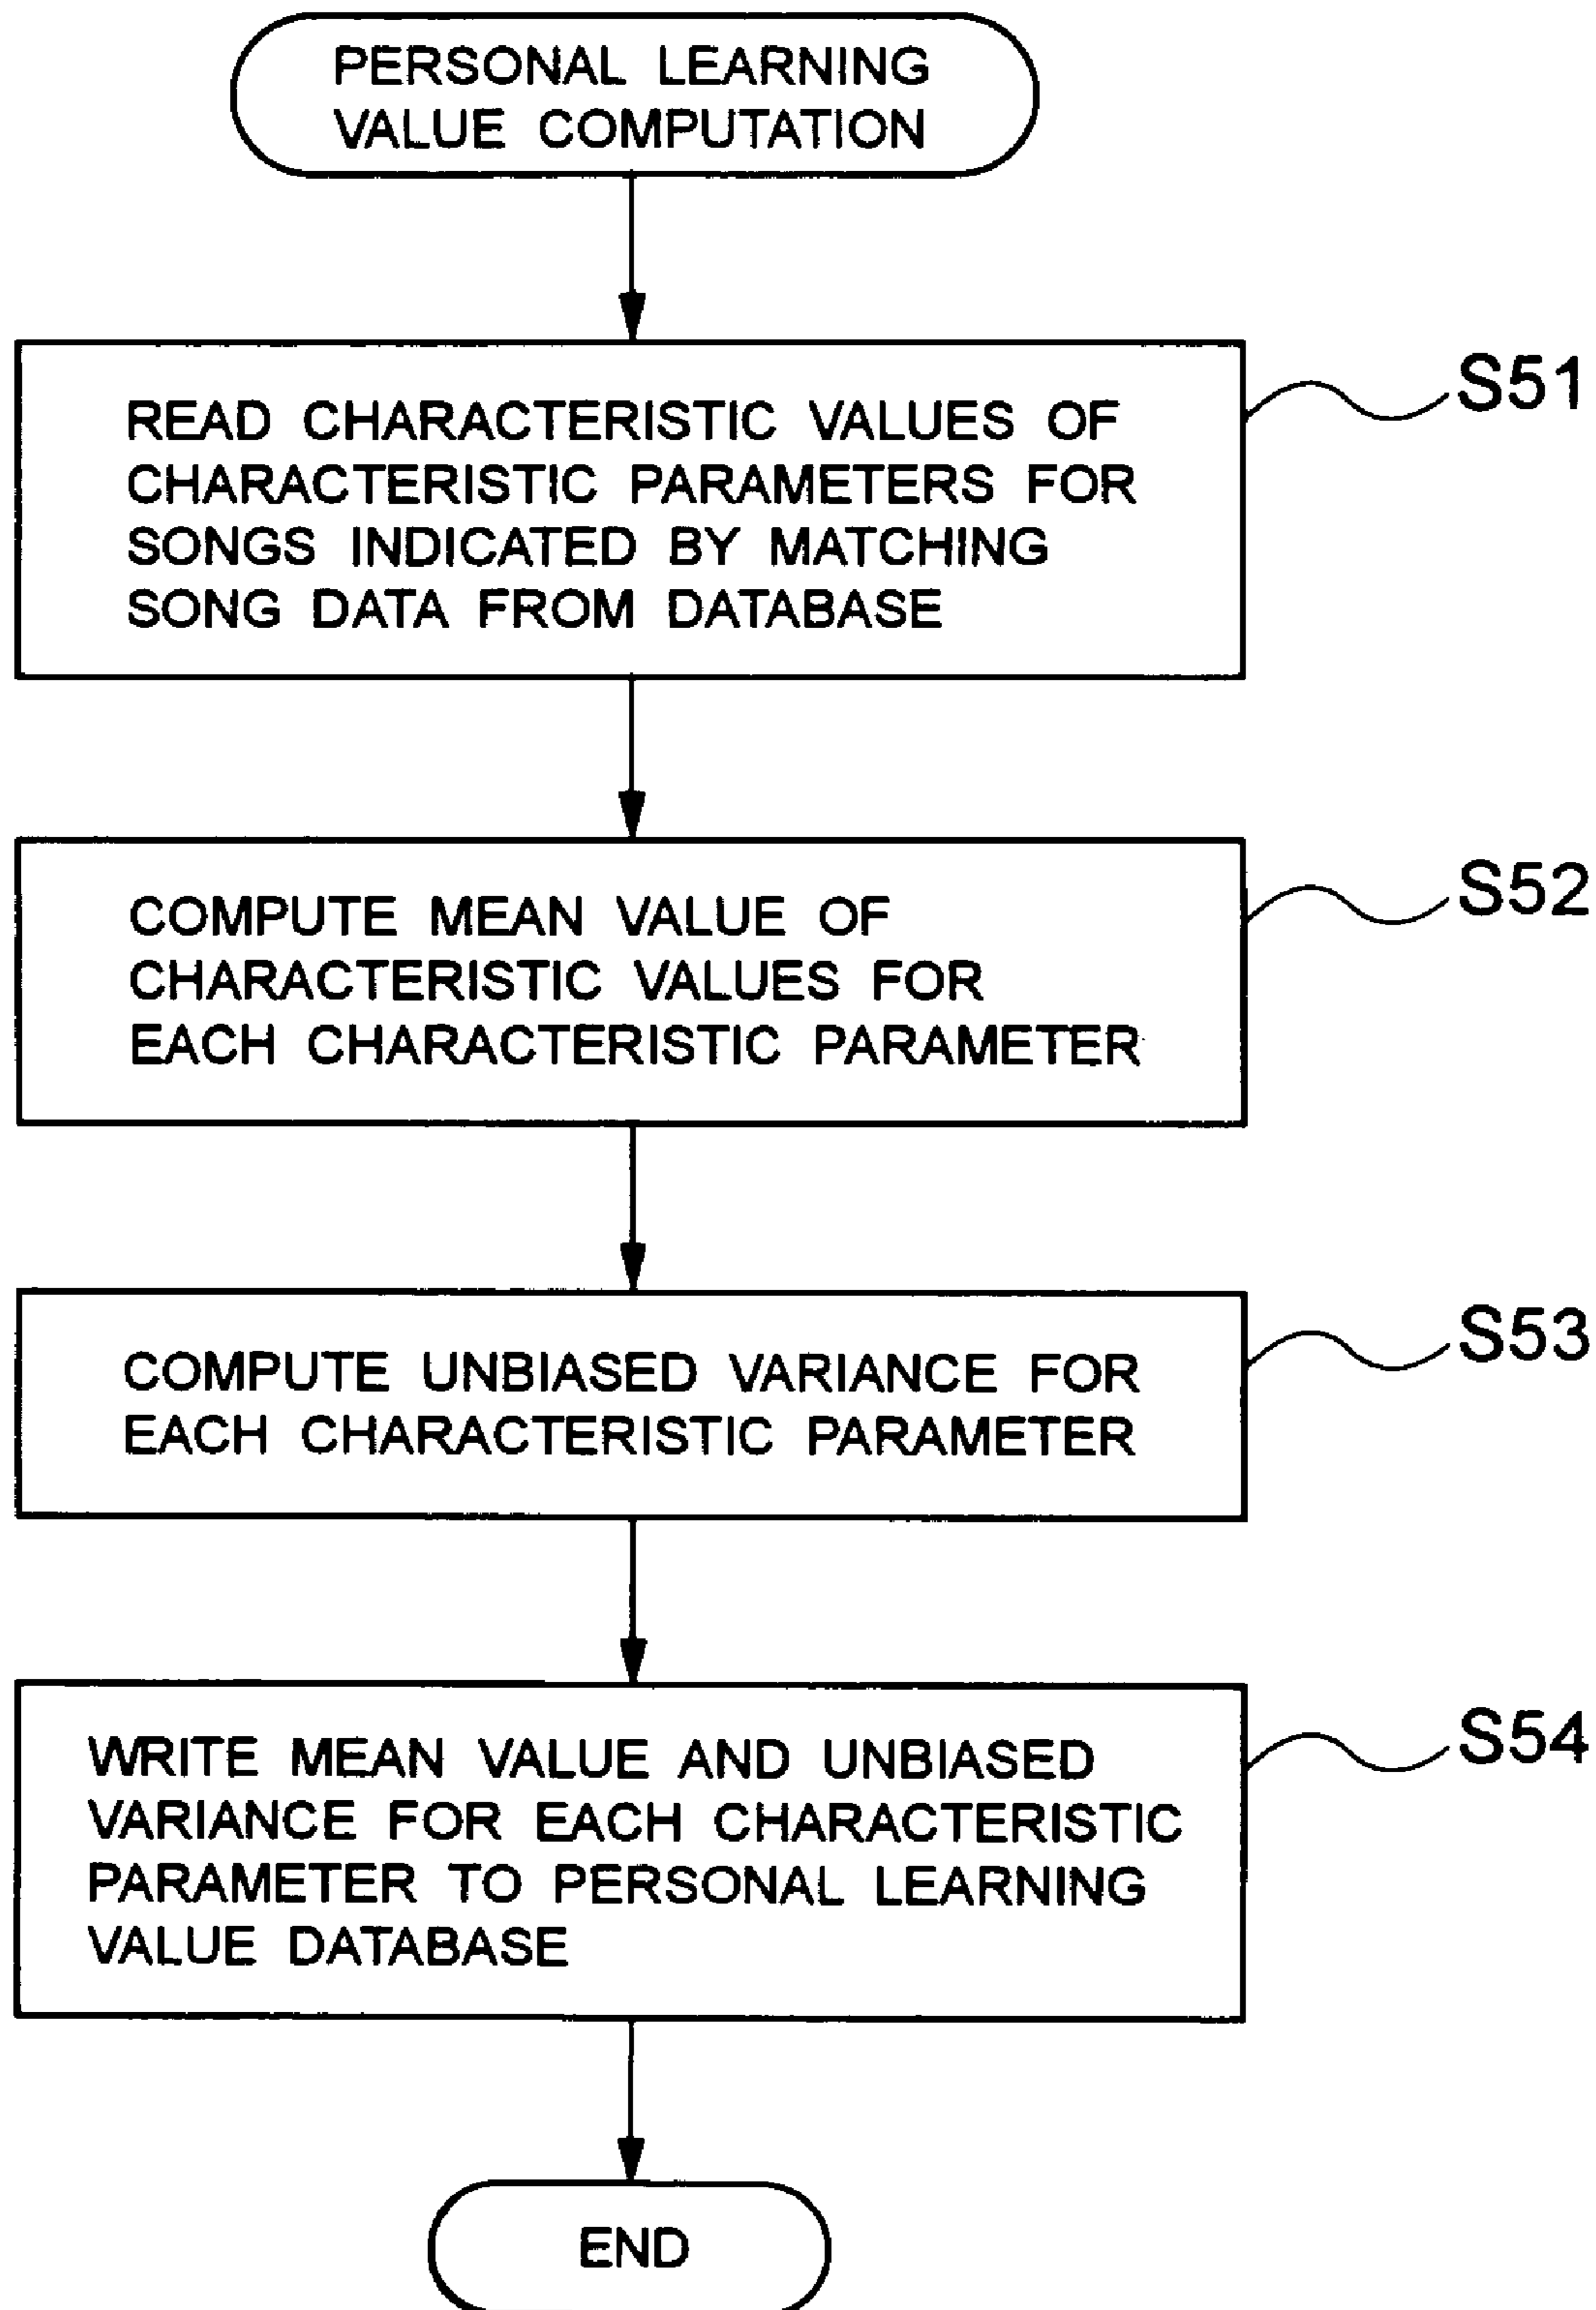 PERSONAL LEARNING
VALUE COMPUTATION
READ CHARACTERISTIC VALUES OF
CHARACTERISTIC PARAMETERS FOR
SONGS INDICATED BY MATCHING
SONG DATA FROM DATABASE
S51
COMPUTE MEAN VALUE OF
CHARACTERISTIC VALUES FOR
EACH CHARACTERISTIC PARAMETER
S52
COMPUTE UNBIASED VARIANCE FOR
EACH CHARACTERISTIC PARAMETER
S53
WRITE MEAN VALUE AND UNBIASED
VARIANCE FOR EACH CHARACTERISTIC
PARAMETER TO PERSONAL LEARNING
VALUE DATABASE
S54
END